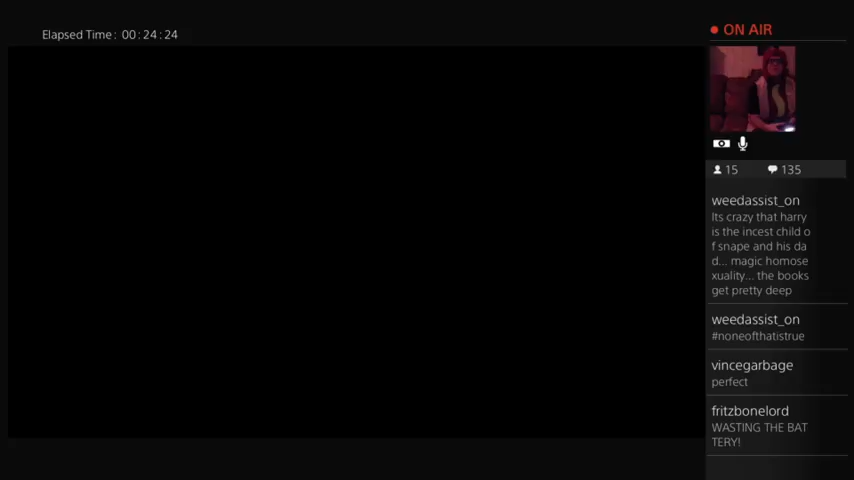 Elapsed Time: 00:24:24
ON AIR
15 135
weedassist_on
Its crazy that harry
is the incest child o
f snape and his da
d... magic homose
xuality... the books
get pretty deep
weedassist_on
#noneofthatistrue
vincegarbage
perfect
fritzbonelord
WASTING THE BAT
TERY!